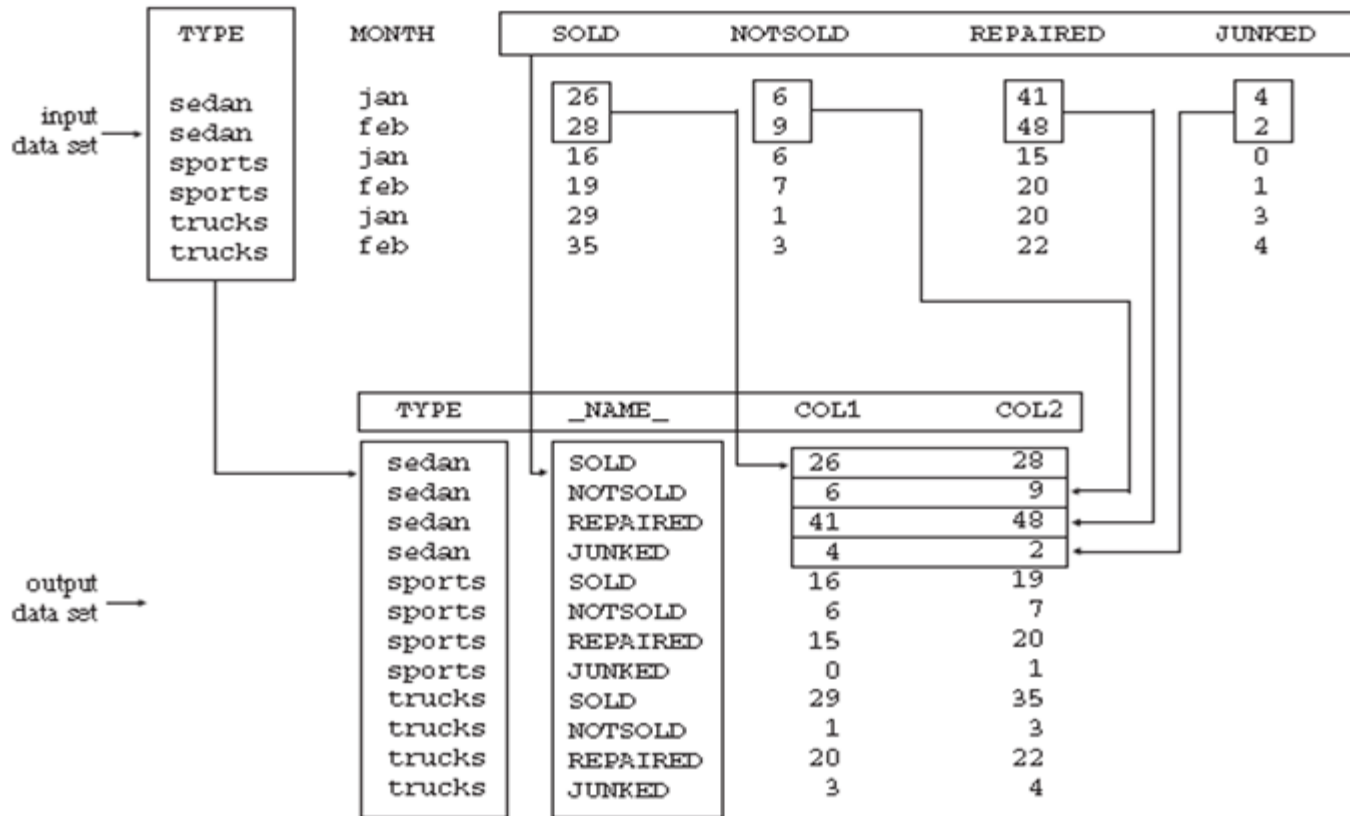 TYPE MONTH SOLD NOTSOLD REPAIRED JUNKED
input data set
sedan jan 26 6 41 4
sedan feb 28 9 48 2
sports jan 16 6 15 0
sports feb 19 7 20 1
trucks jan 29 1 20 3
trucks feb 35 3 22 4
TYPE _NAME_ COL1 COL2
sedan SOLD 26 28
sedan NOTSOLD 6 9
sedan REPAIRED 41 48
sedan JUNKED 4 2
output data set
sports SOLD 16 19
sports NOTSOLD 6 7
sports REPAIRED 15 20
sports JUNKED 0 1
trucks SOLD 29 35
trucks NOTSOLD 1 3
trucks REPAIRED 20 22
trucks JUNKED 3 4